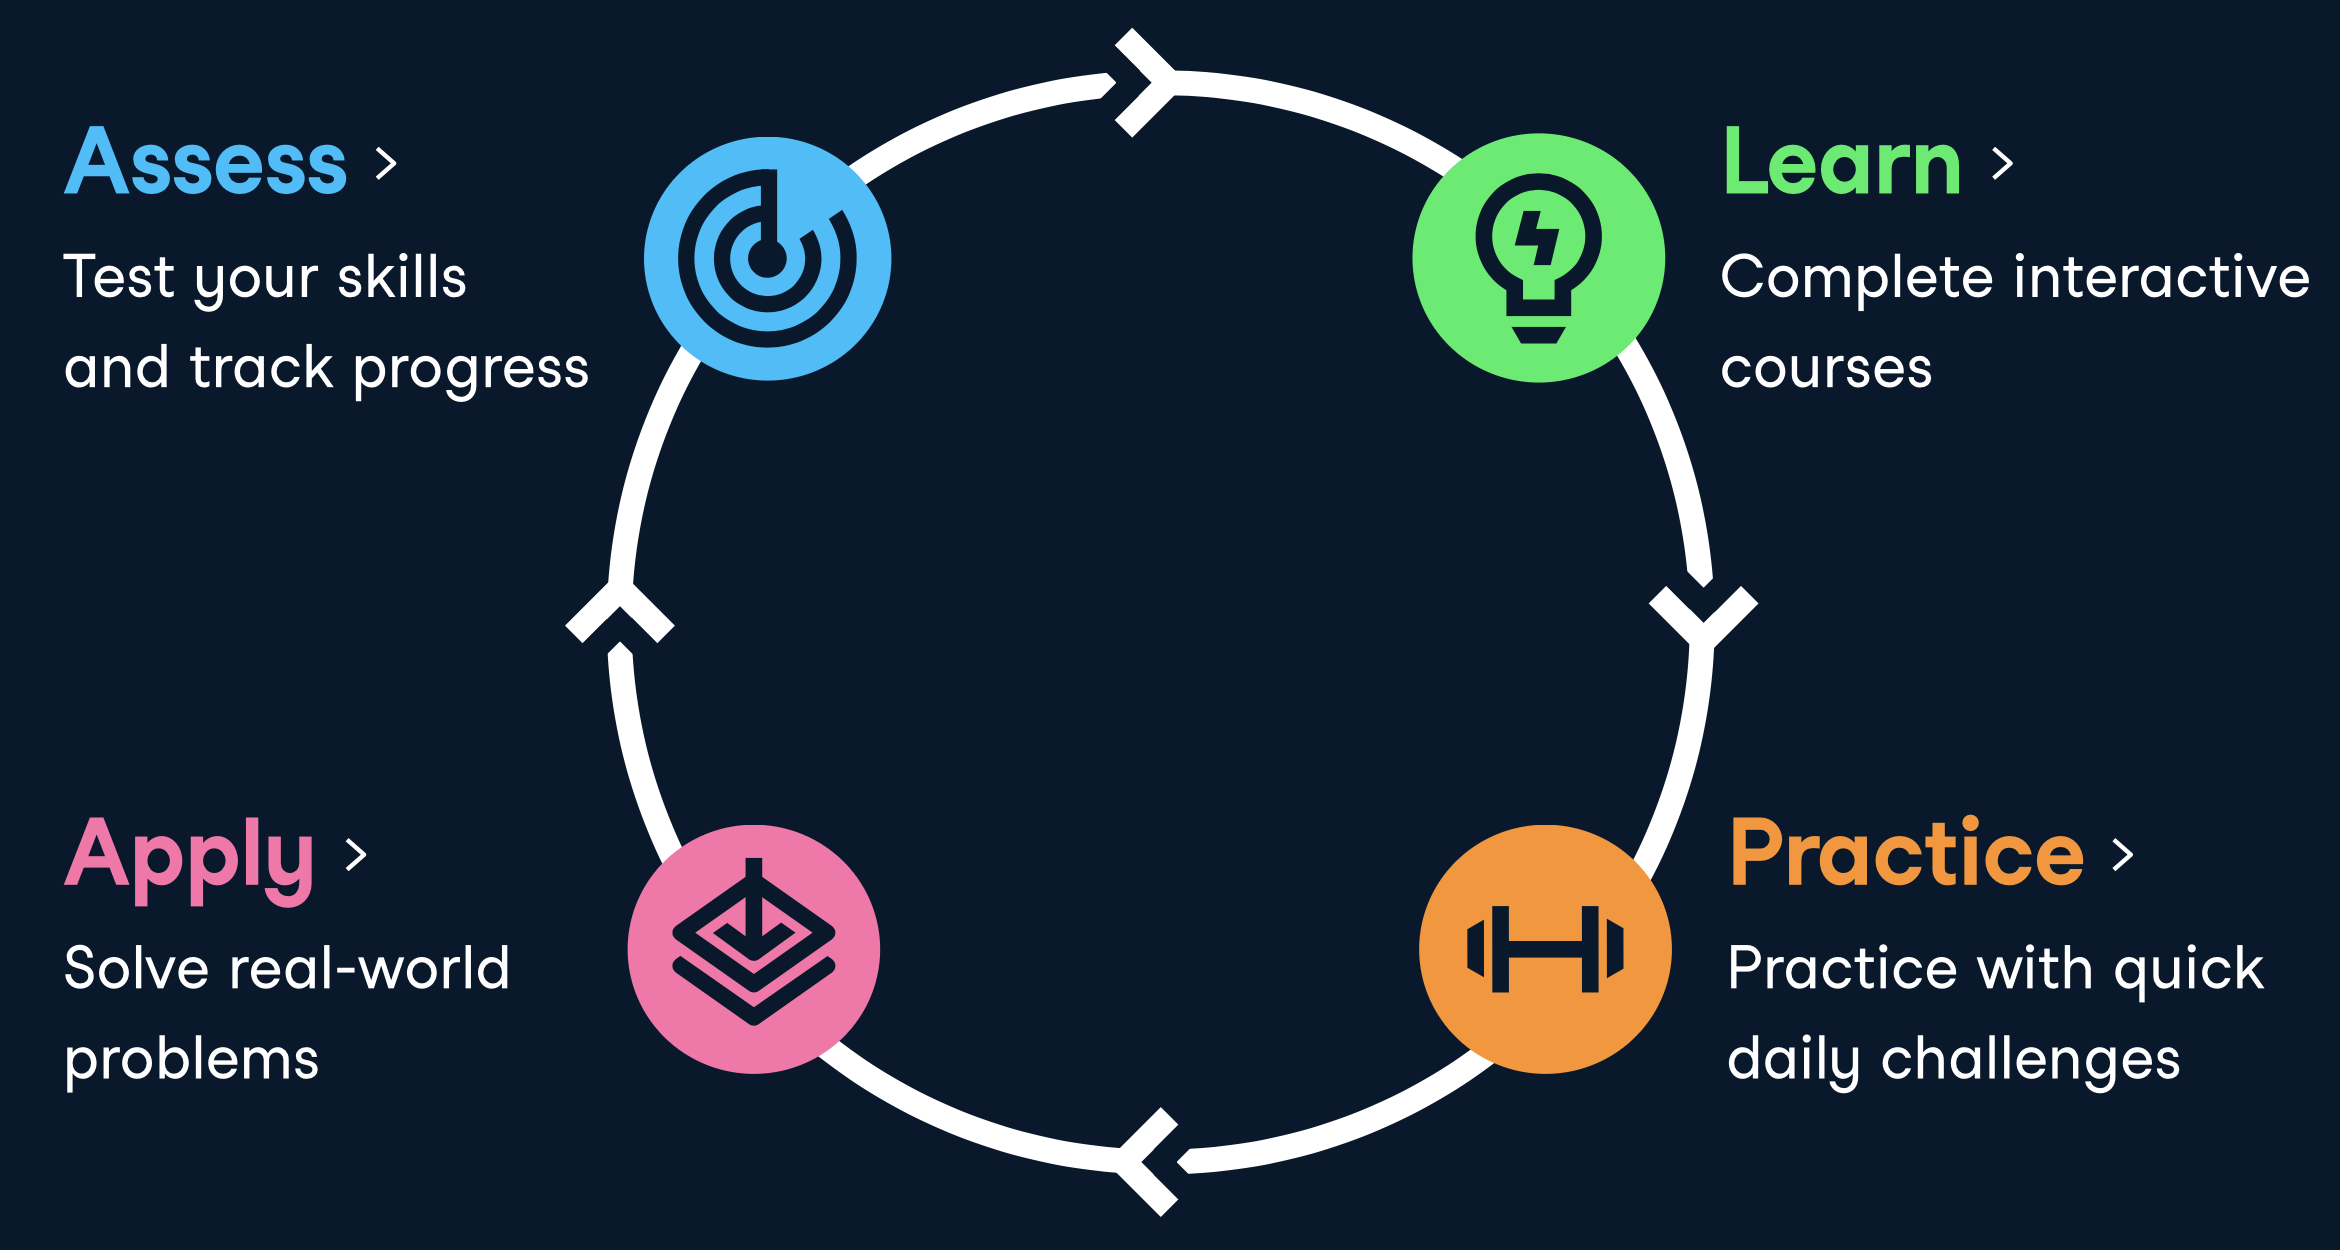 Assess >
Test your skills
and track progress
Learn >
Complete interactive
courses
Apply >
Solve real-world
problems
Practice >
Practice with quick
daily challenges